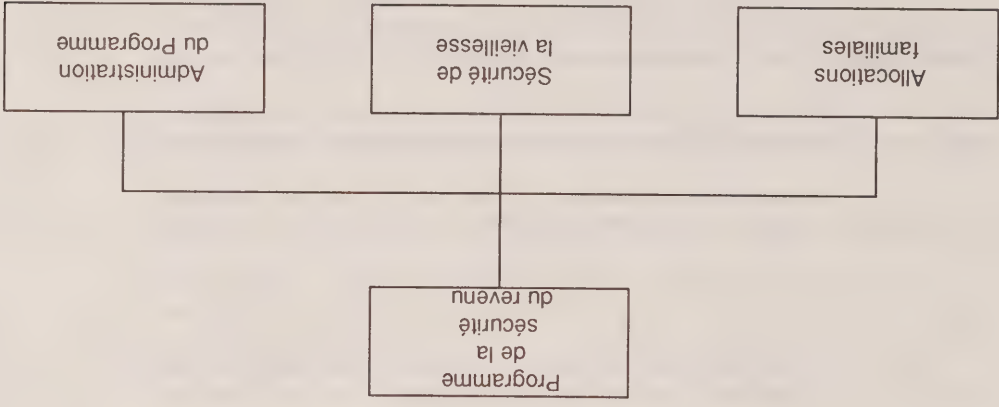 Programme
de la
sécurité
du revenu
Allocations
familiales
Sécurité de
la vieillesse
Administration
du Programme